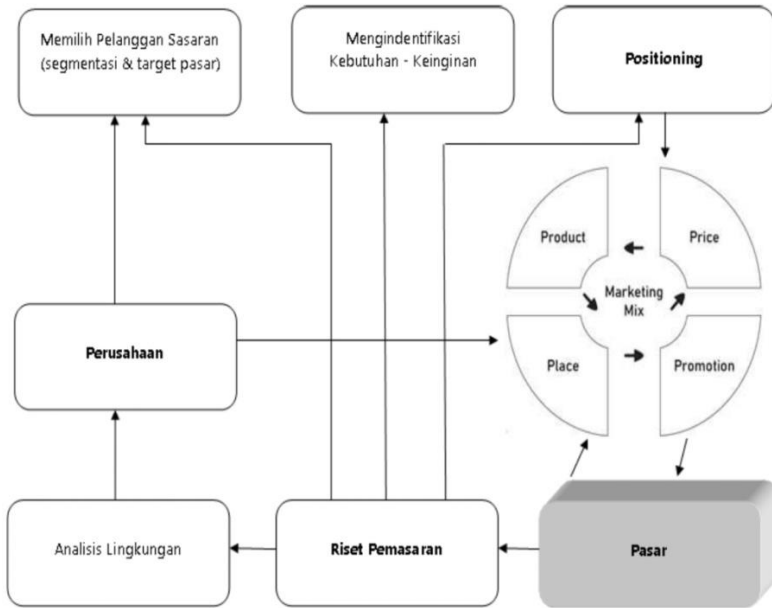 Memilih Pelanggan Sasaran
(segmentasi & target pasar)
Mengindentifikasi
Kebutuhan - Keinginan
Positioning
Product
Price
Marketing
Mix
Place
Promotion
Perusahaan
Analisis Lingkungan
Riset Pemasaran
Pasar